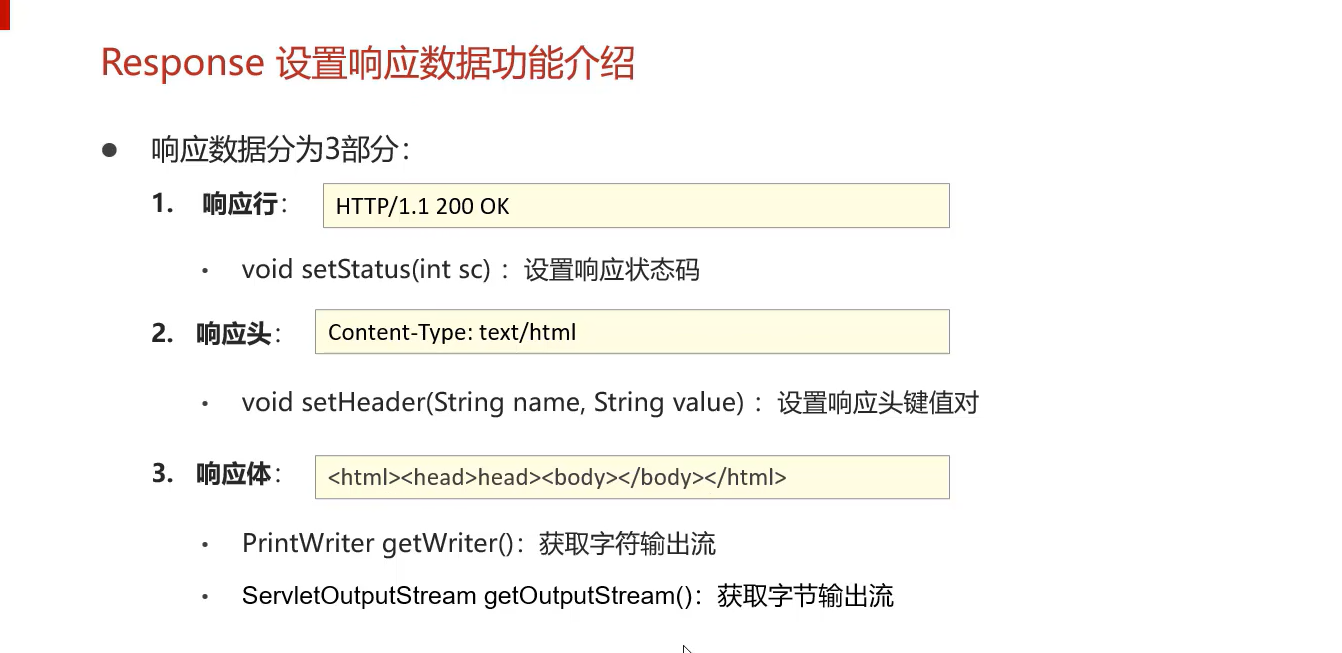 Response 设置响应数据功能介绍
● 响应数据分为3部分：
1. 响应行： HTTP/1.1 200 OK
• void setStatus(int sc) ：设置响应状态码
2. 响应头： Content-Type: text/html
• void setHeader(String name, String value) ：设置响应头键值对
3. 响应体： <html><head>head><body></body></html>
• PrintWriter getWriter()：获取字符输出流
• ServletOutputStream getOutputStream()：获取字节输出流